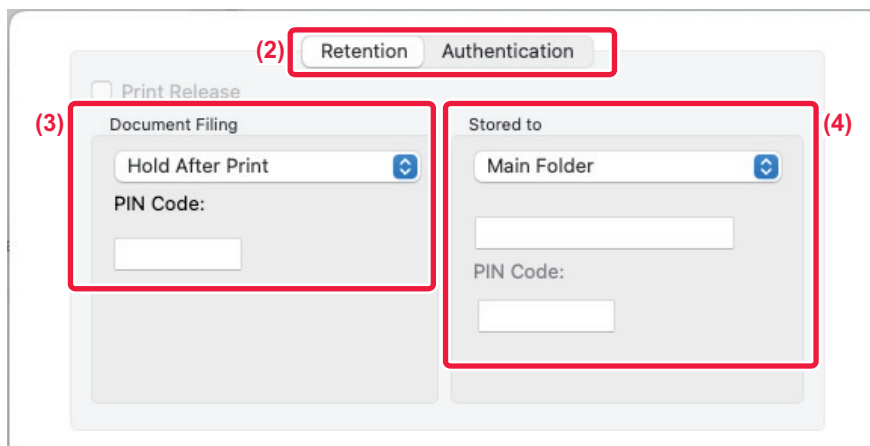 (2) Retention Authentication
Print Release
(3) Document Filing
Hold After Print
PIN Code:
Stored to (4)
Main Folder
PIN Code: